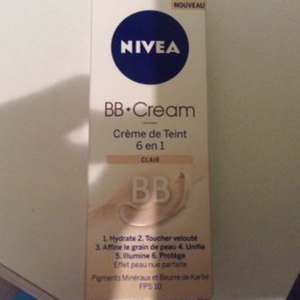 NOUVEAU
NIVEA
BB•Cream
Crème de Teint
6 en 1
CLAIR
BB
1. Hydrate 2. Toucher velouté
3. Affine le grain de peau 4. Unifie
5. Illumine 6. Protège
Effet peau nue parfaite
Pigments Minéraux et Beurre de Karité
FPS 10